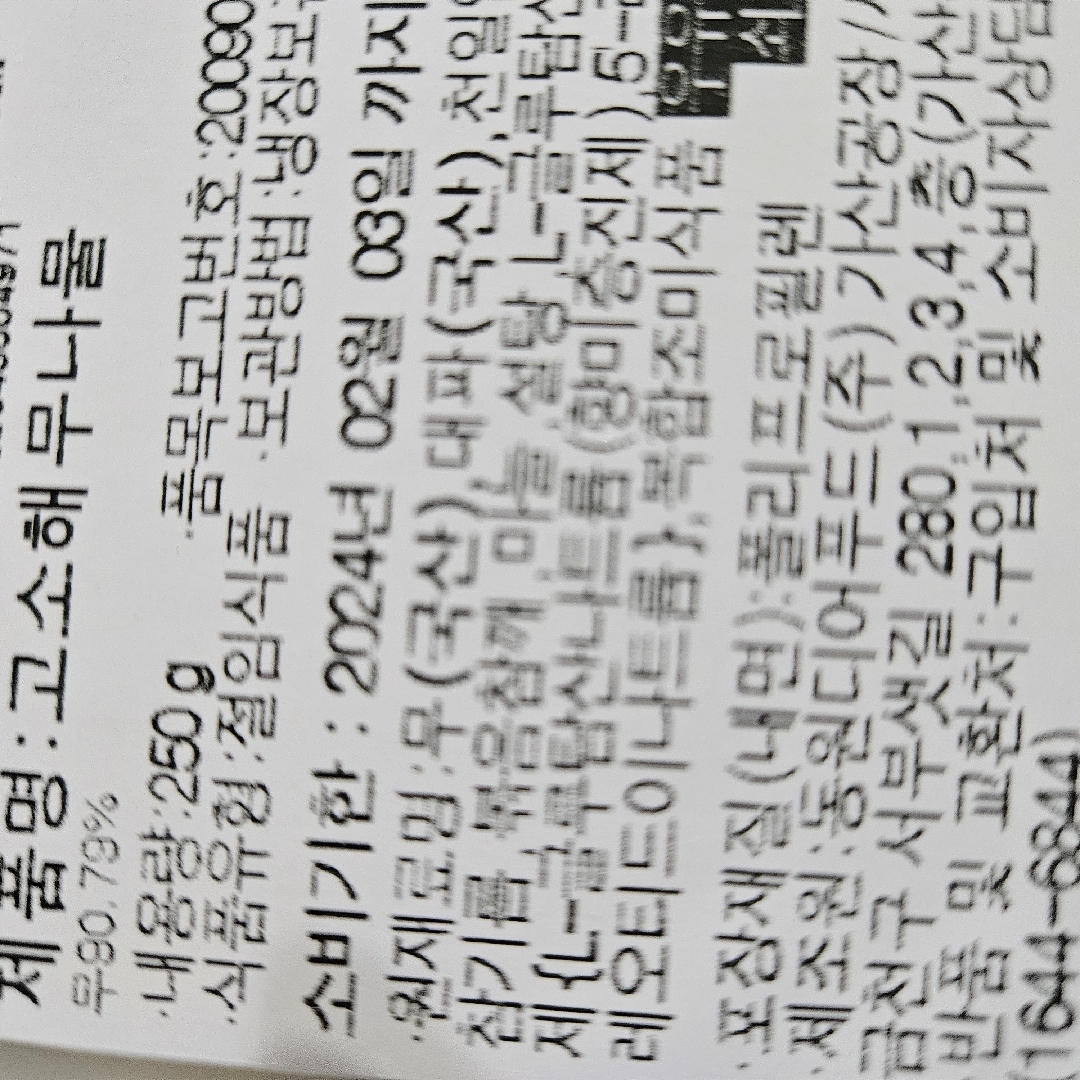 제품명:고소해무나물
무90.79%
·내용량:250g ·품목보고번호:20090
·식품유형:절임식품 ·보관방법:냉장보
소비기한 : 2024년 02월 03일 까지
·원재료명:무(국산),대파(국산),천일
참기름,볶음참깨,마늘,설탕,L-글루탐산
제{L-글루탐산나트륨(향미증진제),5-
레오티드이나트륨},복합조미식품
·포장재질(내면):폴리프로필렌
·제조원:동원디어푸드(주)가산공장/
금천구 서부샛길 280,1,2,3,4,층(가산
·반품 및 교환처:구입처 및 소비자상담
(1644-6844)